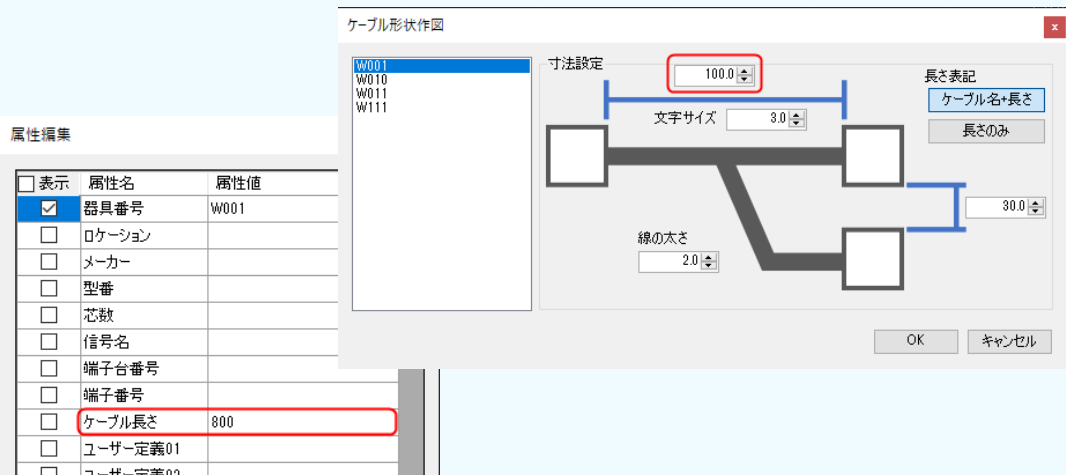 ケーブル形状作図
x
W001
W010
W011
W111
寸法設定
100.0
文字サイズ
3.0
長さ表記
ケーブル名+長さ
長さのみ
30.0
線の太さ
2.0
OK
キャンセル
属性編集
表示 属性名 属性値
器具番号 W001
ロケーション
メーカー
型番
芯数
信号名
端子台番号
端子番号
ケーブル長さ 800
ユーザー定義01